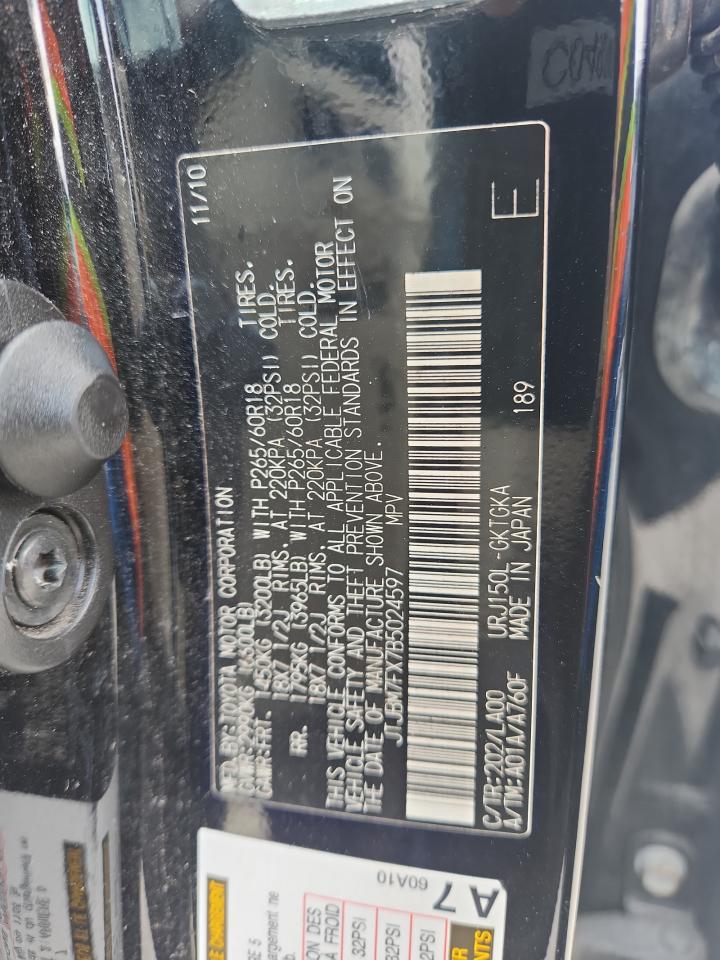 MFD. BY: TOYOTA MOTOR CORPORATION 11/10
GVWR: 2990KG (6600LB)
GAWR:FRT. 1450KG (3200LB) WITH P265/60R18 TIRES.
18X7 1/2J RIMS. AT 220KPA (32PSI) COLD.
RR. 1795KG (3965LB) WITH P265/60R18 TIRES.
18X7 1/2J RIMS. AT 220KPA (32PSI) COLD.
THIS VEHICLE CONFORMS TO ALL APPLICABLE FEDERAL MOTOR
VEHICLE SAFETY AND THEFT PREVENTION STANDARDS IN EFFECT ON
THE DATE OF MANUFACTURE SHOWN ABOVE.
JTJBM7FX7B5024597 MPV
C/TR: 202/LA00 URJ150L-GKTGKA
A/TM: A01A/A760F MADE IN JAPAN 189 E
A7
60A10
ON DES
A FROID
32PSI
32PSI